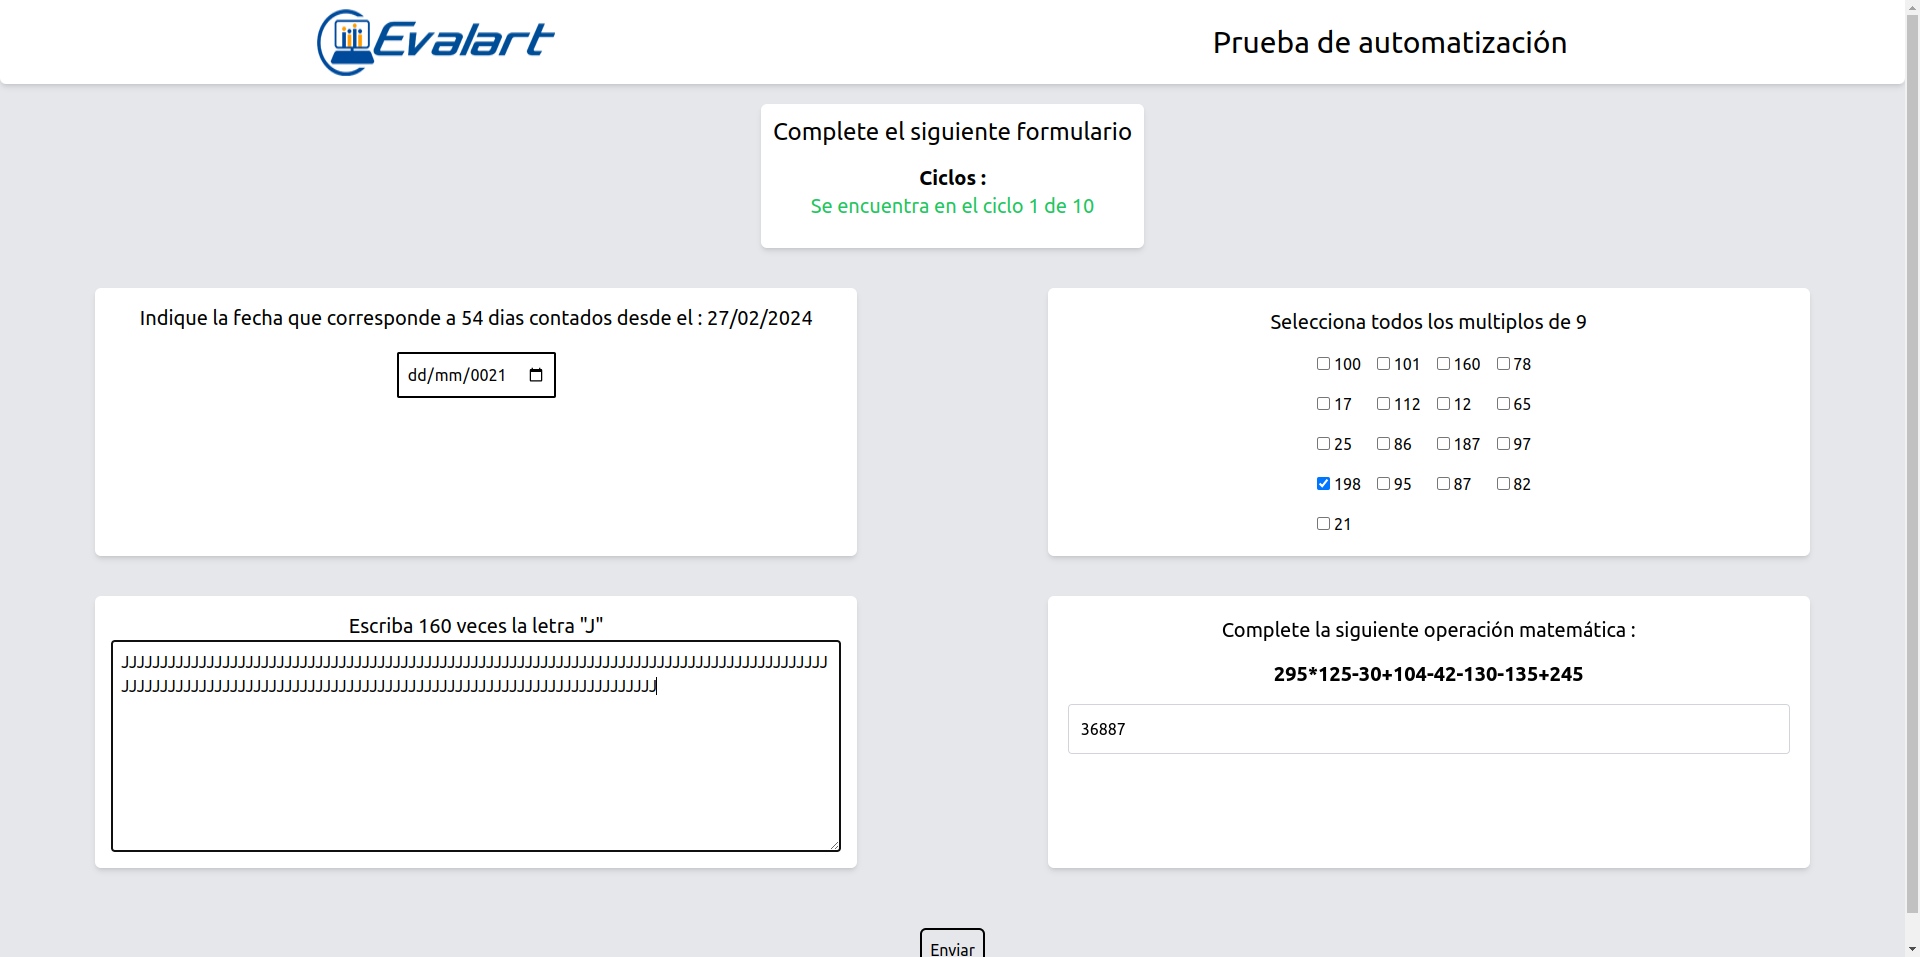 Evalart
Prueba de automatización
Complete el siguiente formulario
Ciclos :
Se encuentra en el ciclo 1 de 10
Indique la fecha que corresponde a 54 dias contados desde el : 27/02/2024
dd/mm/0021
Selecciona todos los multiplos de 9
100 101 160 78
17 112 12 65
25 86 187 97
198 95 87 82
21
Escriba 160 veces la letra "J"
JJJJJJJJJJJJJJJJJJJJJJJJJJJJJJJJJJJJJJJJJJJJJJJJJJJJJJJJJJJJJJJJJJJJJJJJJJJJJJJJJJJJJJJJJJJ
JJJJJJJJJJJJJJJJJJJJJJJJJJJJJJJJJJJJJJJJJJJJJJJJJJJJJJJJJJJJJJJJJJJJJ
Complete la siguiente operación matemática :
295*125-30+104-42-130-135+245
36887
Enviar